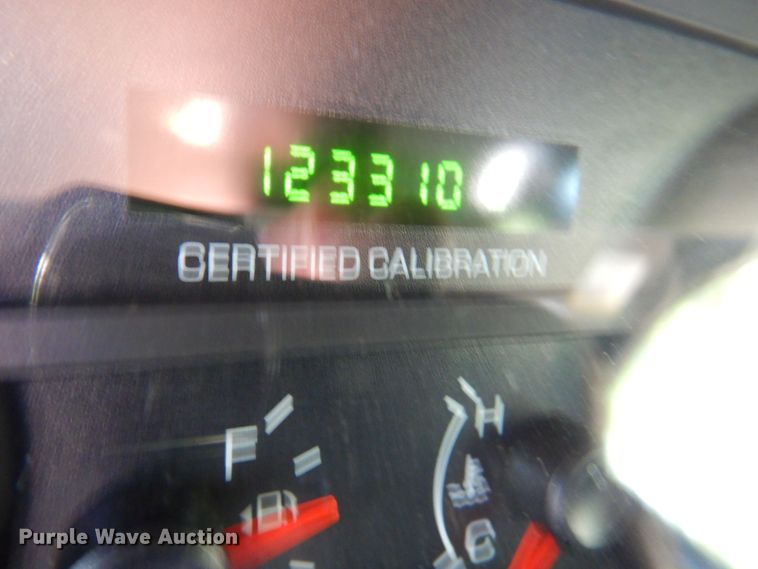 123310
CERTIFIED CALIBRATION
F
H
C
Purple Wave Auction